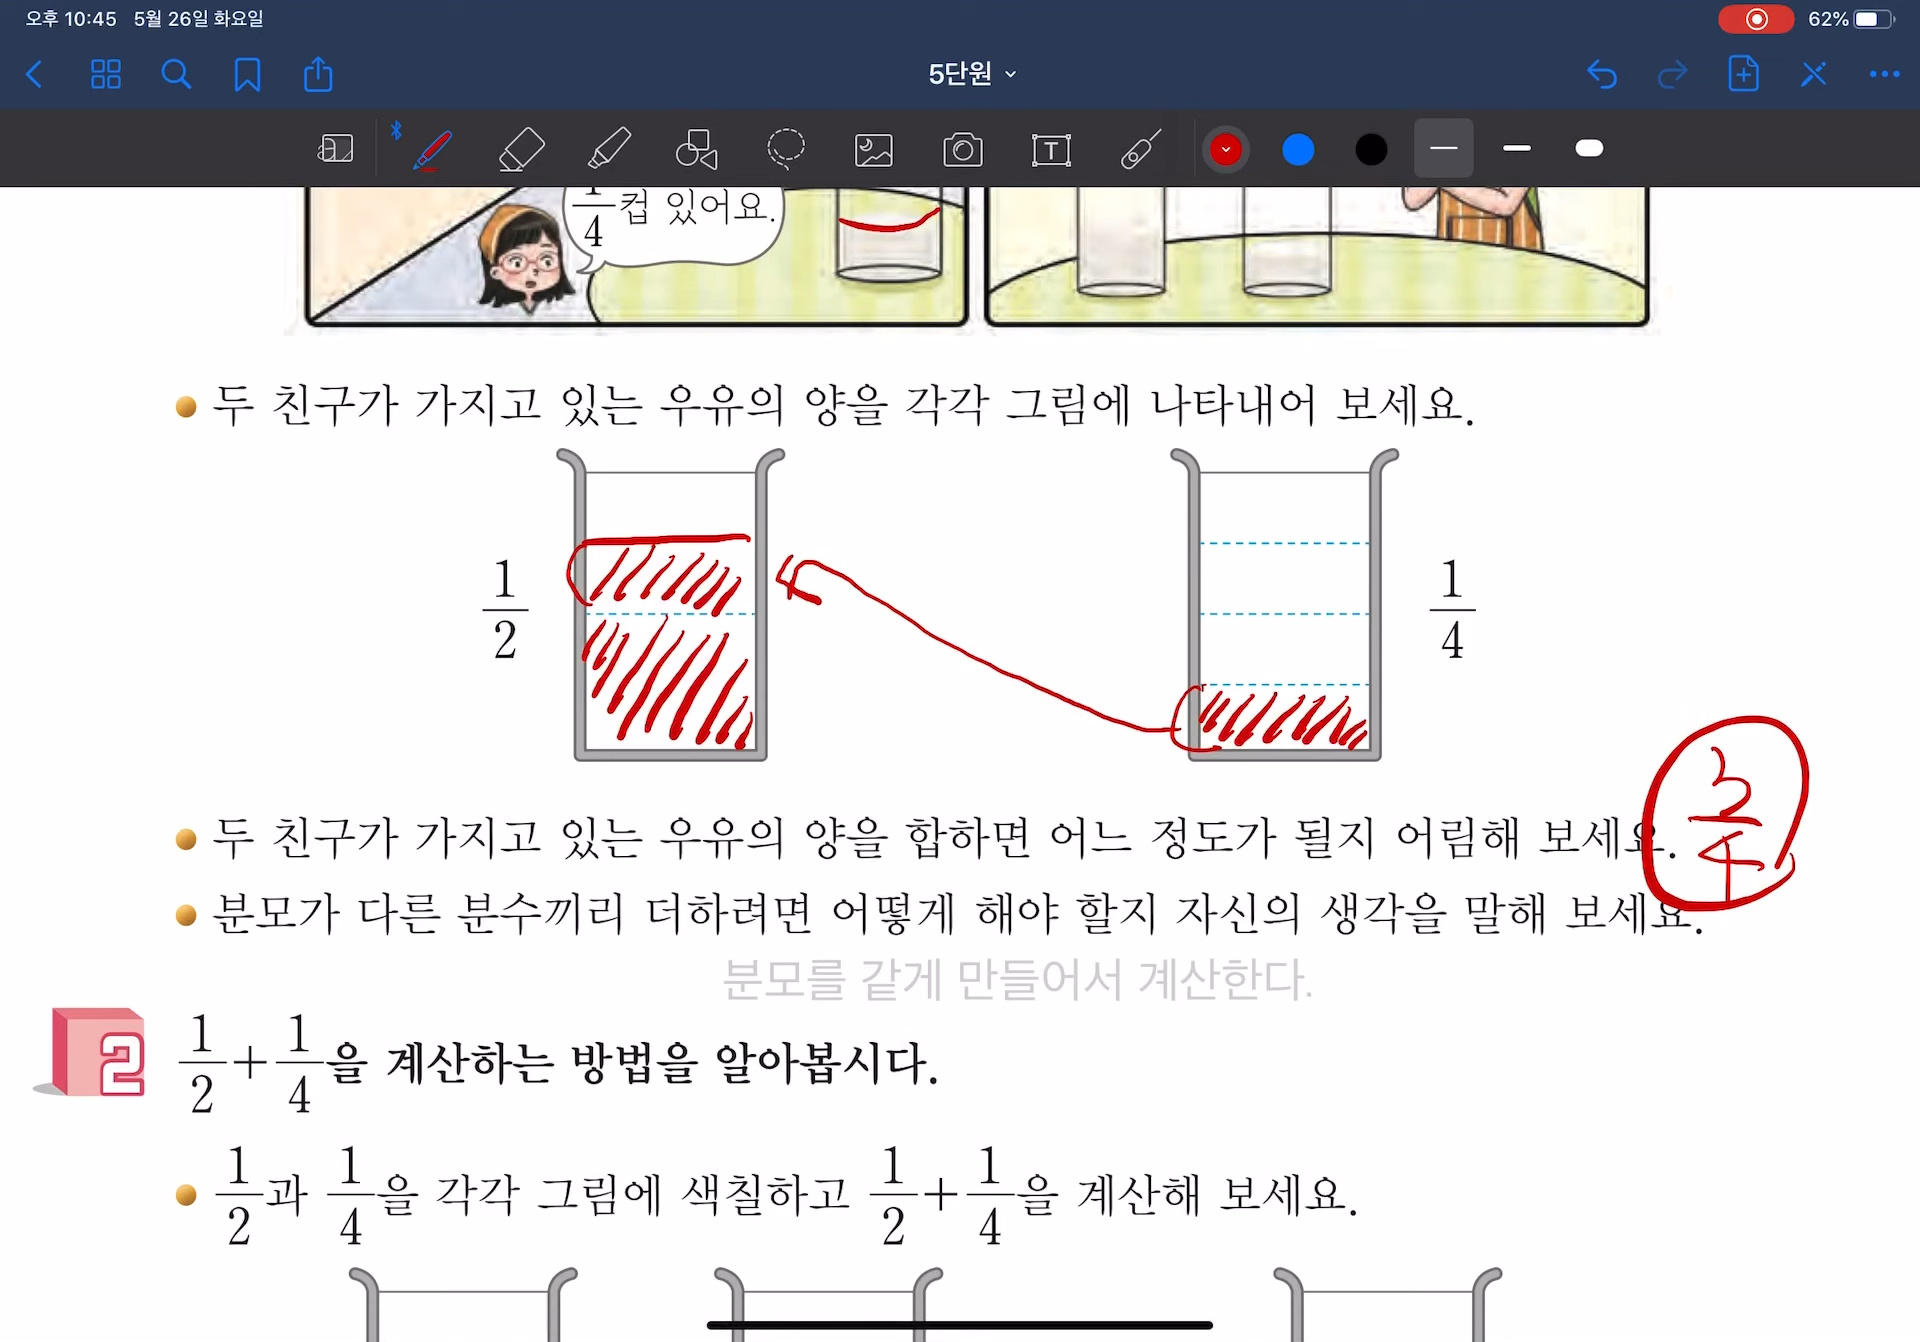 오후 10:45 5월 26일 화요일
62%
5단원
1/4컵 있어요.
두 친구가 가지고 있는 우유의 양을 각각 그림에 나타내어 보세요.
1/2
1/4
두 친구가 가지고 있는 우유의 양을 합하면 어느 정도가 될지 어림해 보세요.
3/4
분모가 다른 분수끼리 더하려면 어떻게 해야 할지 자신의 생각을 말해 보세요.
분모를 같게 만들어서 계산한다.
2 1/2+1/4을 계산하는 방법을 알아봅시다.
1/2과 1/4을 각각 그림에 색칠하고 1/2+1/4을 계산해 보세요.